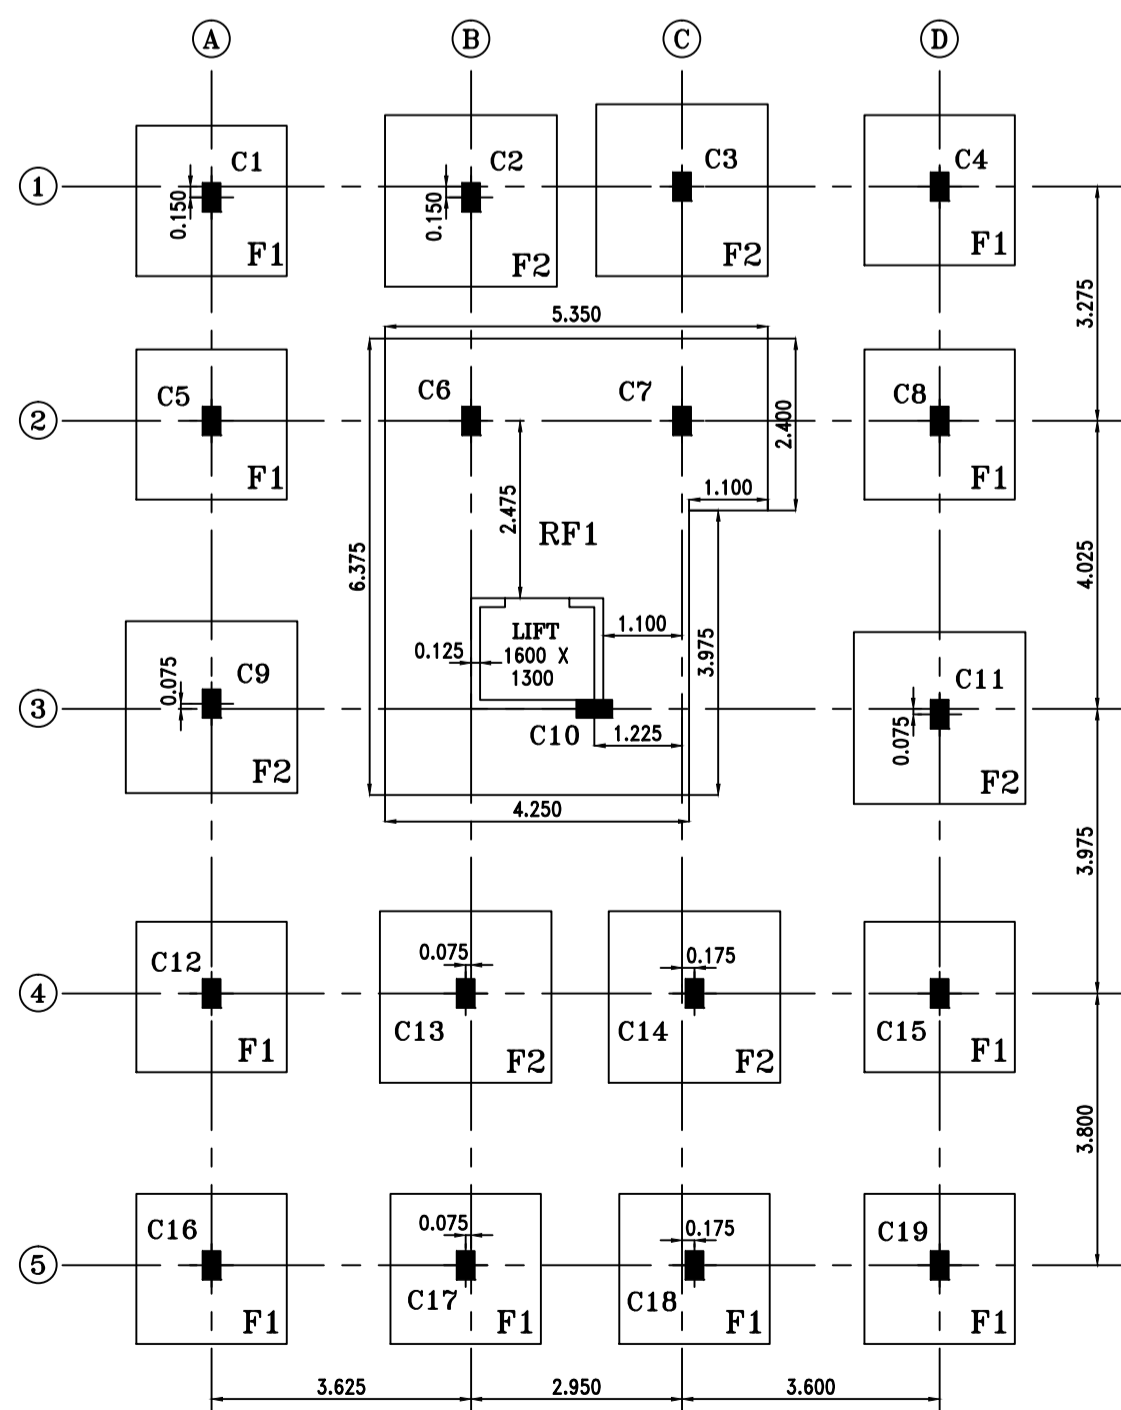 A B C D
1
C1 C2 C3 C4
0.150 0.150
F1 F2 F2 F1
3.275
5.350
2
C5 C6 C7 C8
2.400
F1 F1
1.100
2.475
RF1
6.375
4.025
LIFT
1600 X
1300
0.125
1.100
3.975
3
C9
0.075
C10
1.225
C11
0.075
F2 F2
4.250
3.975
4
C12
0.075
0.175
C13 C14 C15
F1 F2 F2 F1
3.800
5
C16
0.075
0.175
C19
C17 C18
F1 F1 F1 F1
3.625 2.950 3.600